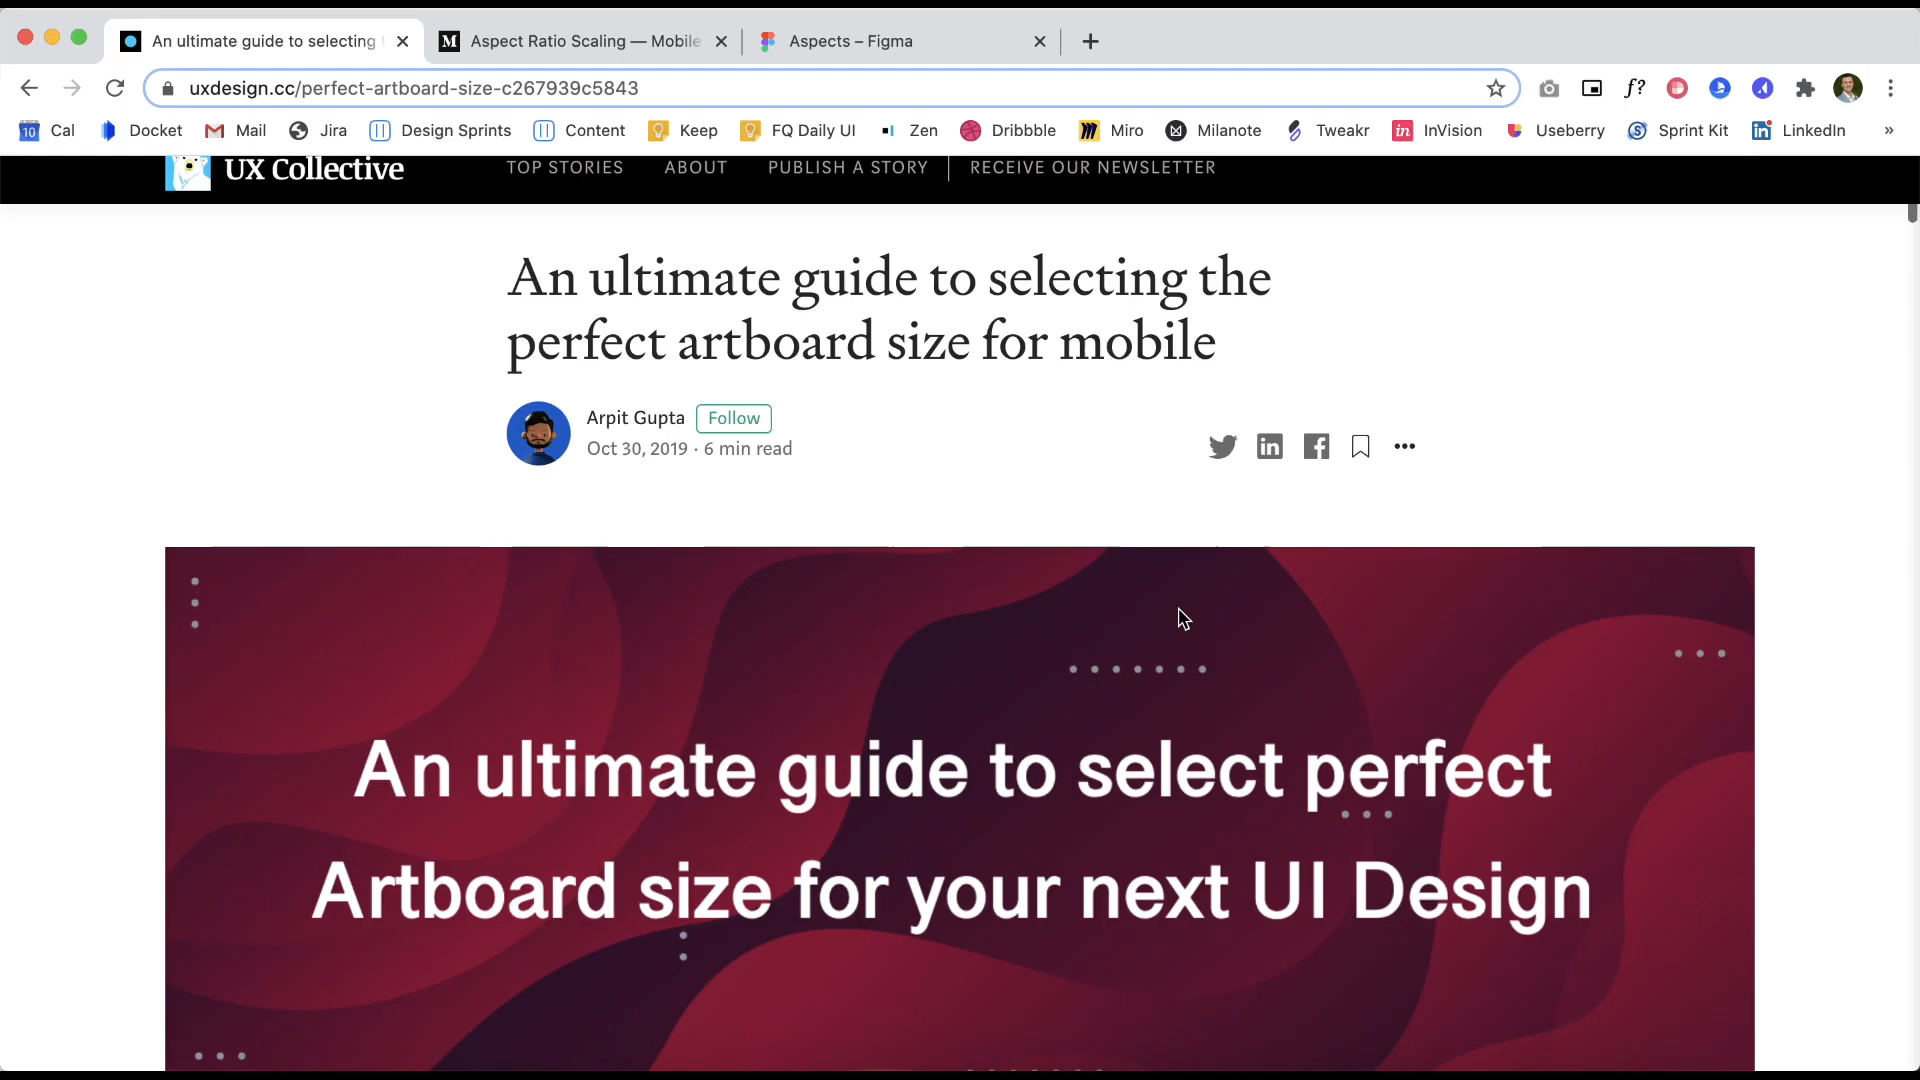 An ultimate guide to selecting
Aspect Ratio Scaling — Mobile
Aspects – Figma
uxdesign.cc/perfect-artboard-size-c267939c5843
f?
10 Cal Docket Mail Jira Design Sprints Content Keep FQ Daily UI Zen Dribbble Miro Milanote Tweakr in InVision Useberry Sprint Kit LinkedIn »
UX Collective TOP STORIES ABOUT PUBLISH A STORY RECEIVE OUR NEWSLETTER
An ultimate guide to selecting the
perfect artboard size for mobile
Arpit Gupta Follow
Oct 30, 2019 · 6 min read
An ultimate guide to select perfect
Artboard size for your next UI Design